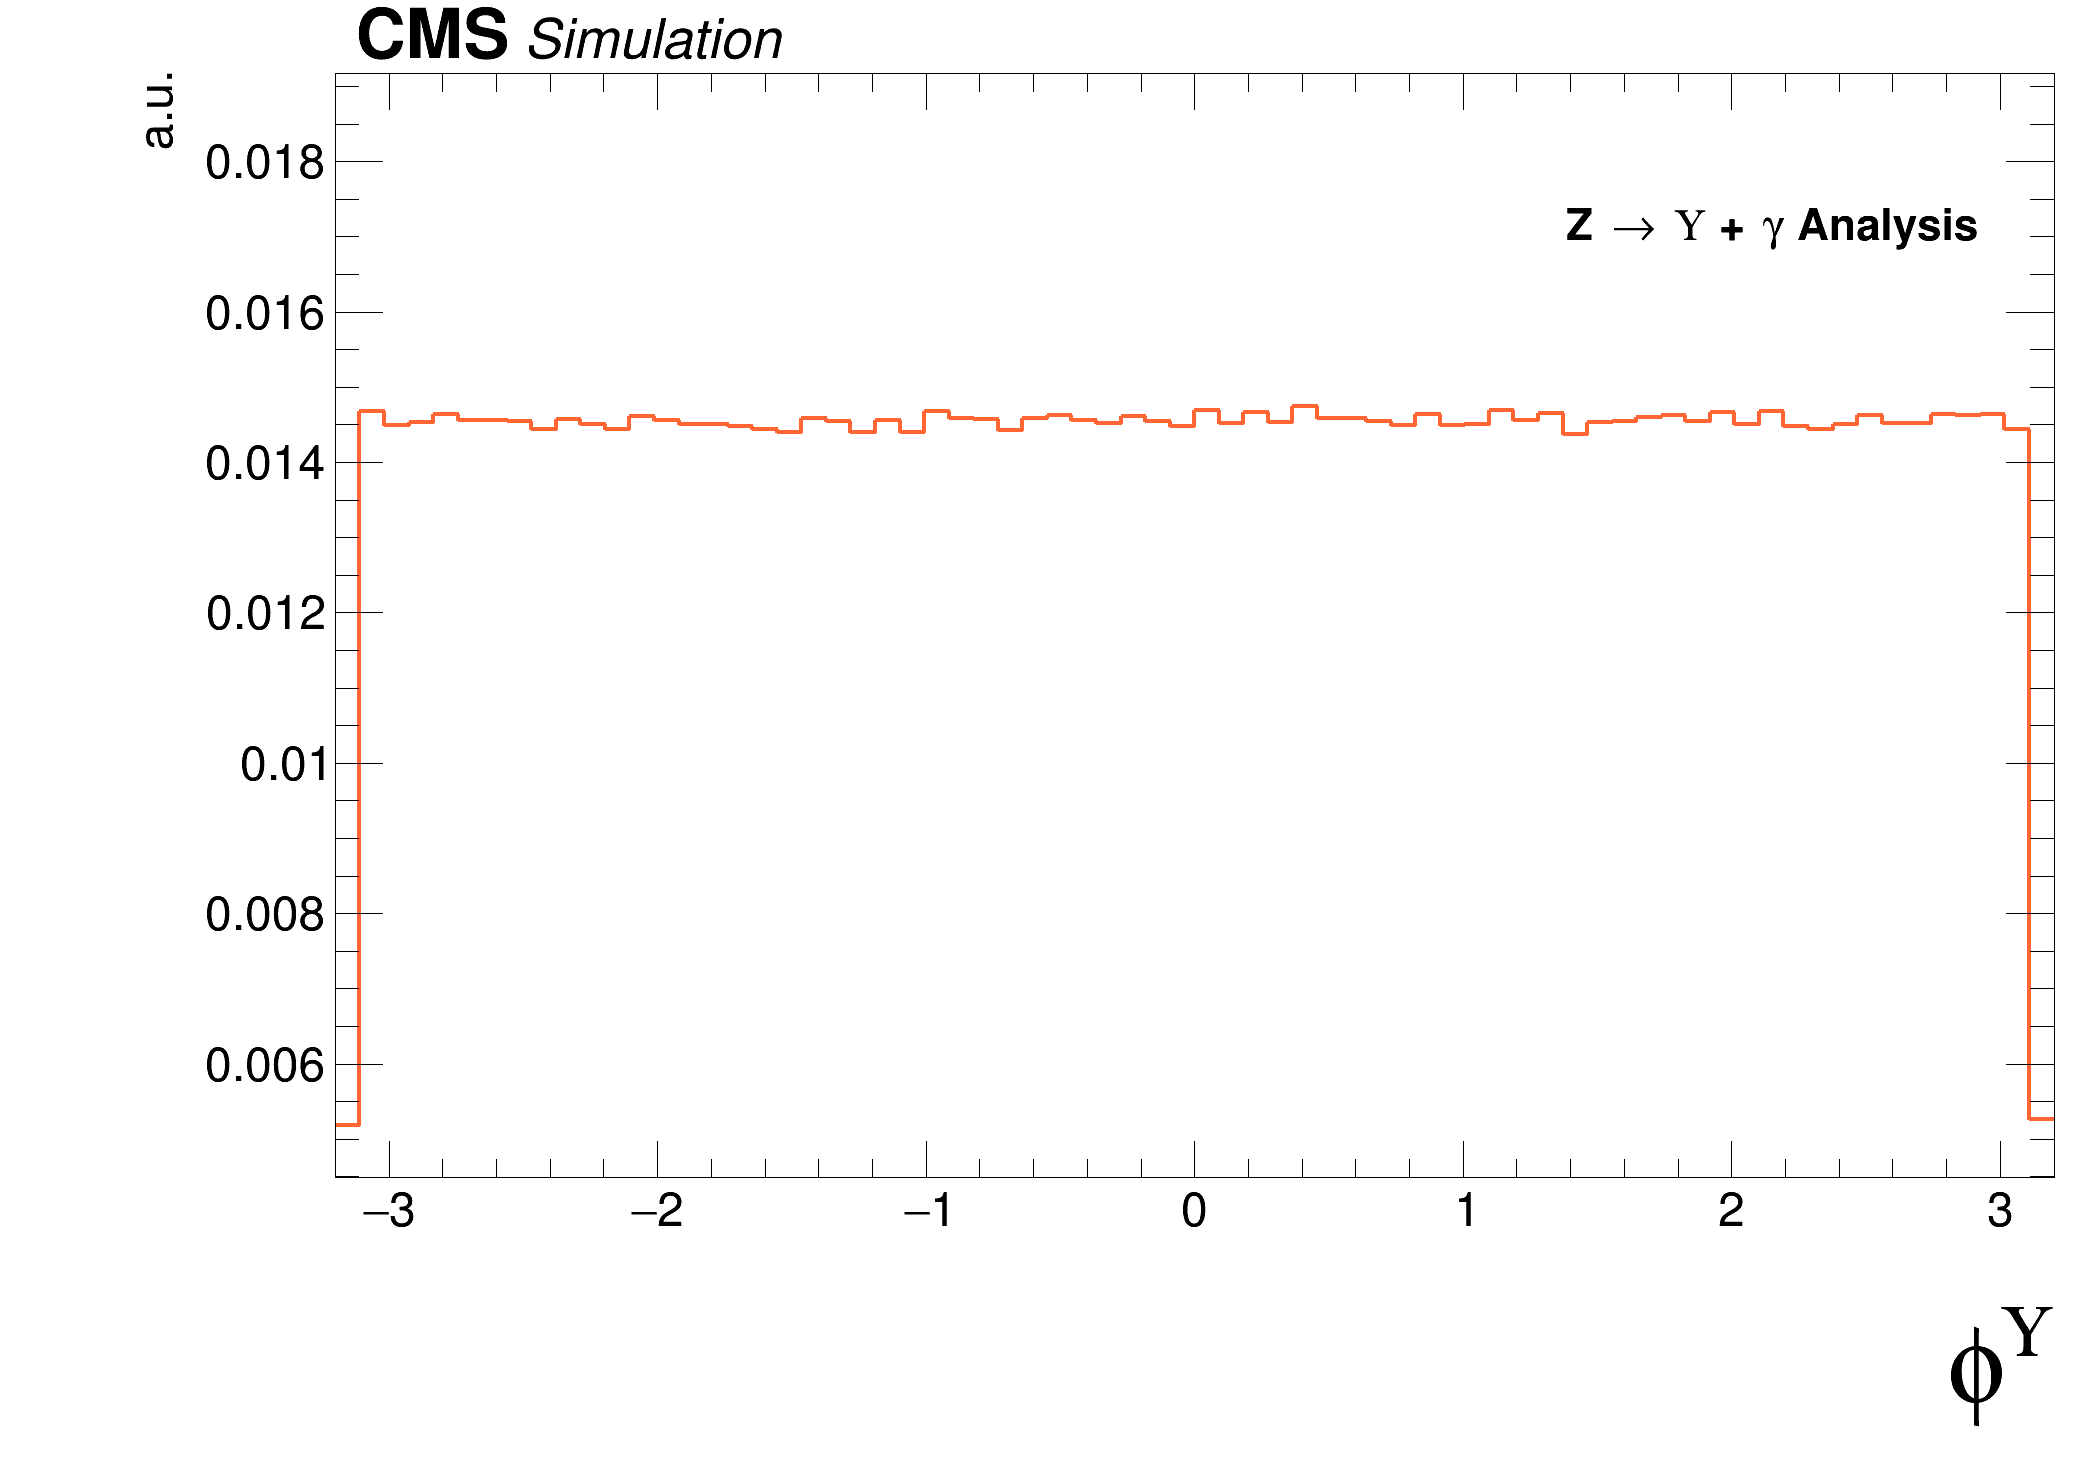 CMS Simulation
a.u.
Z → Υ + γ Analysis
0.018
0.016
0.014
0.012
0.01
0.008
0.006
−3 −2 −1 0 1 2 3
ϕ^Υ